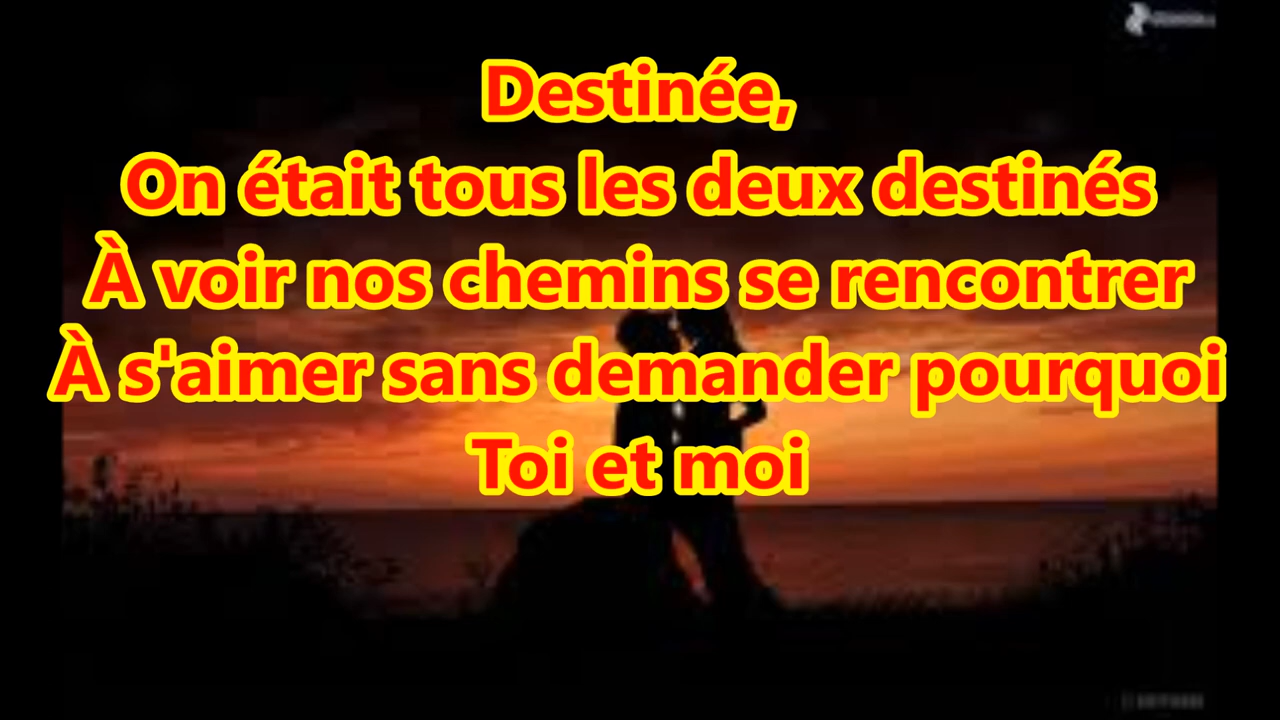 Destinée,
On était tous les deux destinés
À voir nos chemins se rencontrer
À s'aimer sans demander pourquoi
Toi et moi